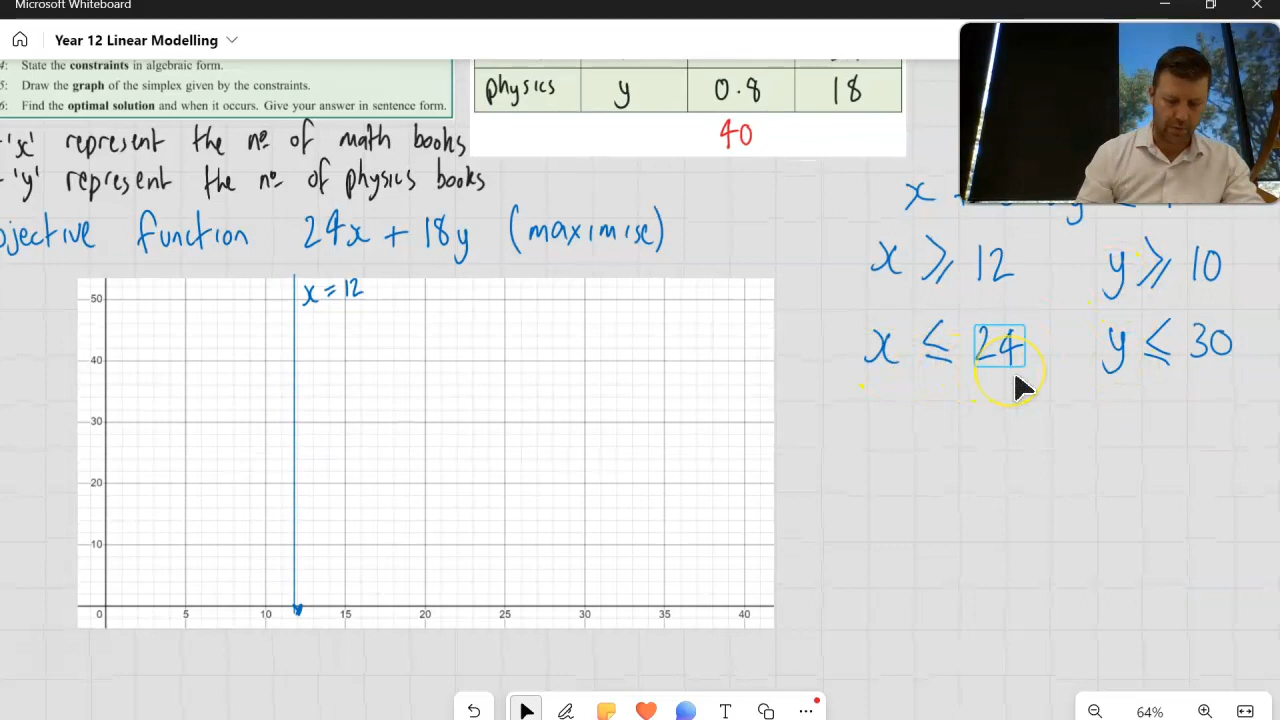 Microsoft Whiteboard
Year 12 Linear Modelling
4: State the constraints in algebraic form.
5: Draw the graph of the simplex given by the constraints.
6: Find the optimal solution and when it occurs. Give your answer in sentence form.
physics y 0.8 18
40
'x' represent the nº of math books
'y' represent the nº of physics books
objective function 24x + 18y (maximise)
x ⩾ 12 y ⩾ 10
x ≤ 24 y ≤ 30
x = 12
50
40
30
20
10
0 5 10 15 20 25 30 35 40
T
64%